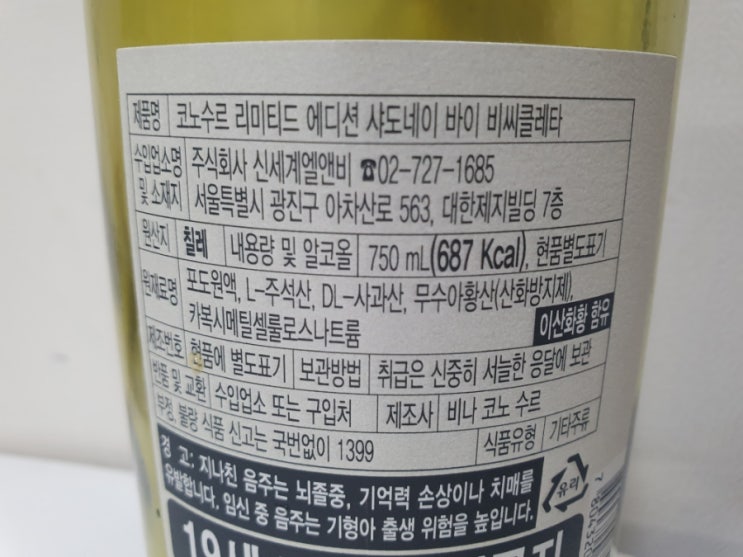 제품명 코노수르 리미티드 에디션 샤도네이 바이 비씨클레타
수입업소명 및 소재지 주식회사 신세계엘앤비 ☎02-727-1685
서울특별시 광진구 아차산로 563, 대한제지빌딩 7층
원산지 칠레 내용량 및 알코올 750 mL(687 Kcal), 현품별도표기
원재료명 포도원액, L-주석산, DL-사과산, 무수아황산(산화방지제),
카복시메틸셀룰로스나트륨 이산화황 함유
제조번호 현품에 별도표기 보관방법 취급은 신중히 서늘한 응달에 보관
반품 및 교환 수입업소 또는 구입처 제조사 비나 코노 수르
부정, 불량 식품 신고는 국번없이 1399 식품유형 기타주류
경 고: 지나친 음주는 뇌졸중, 기억력 손상이나 치매를
유발합니다. 임신 중 음주는 기형아 출생 위험을 높입니다.
유리